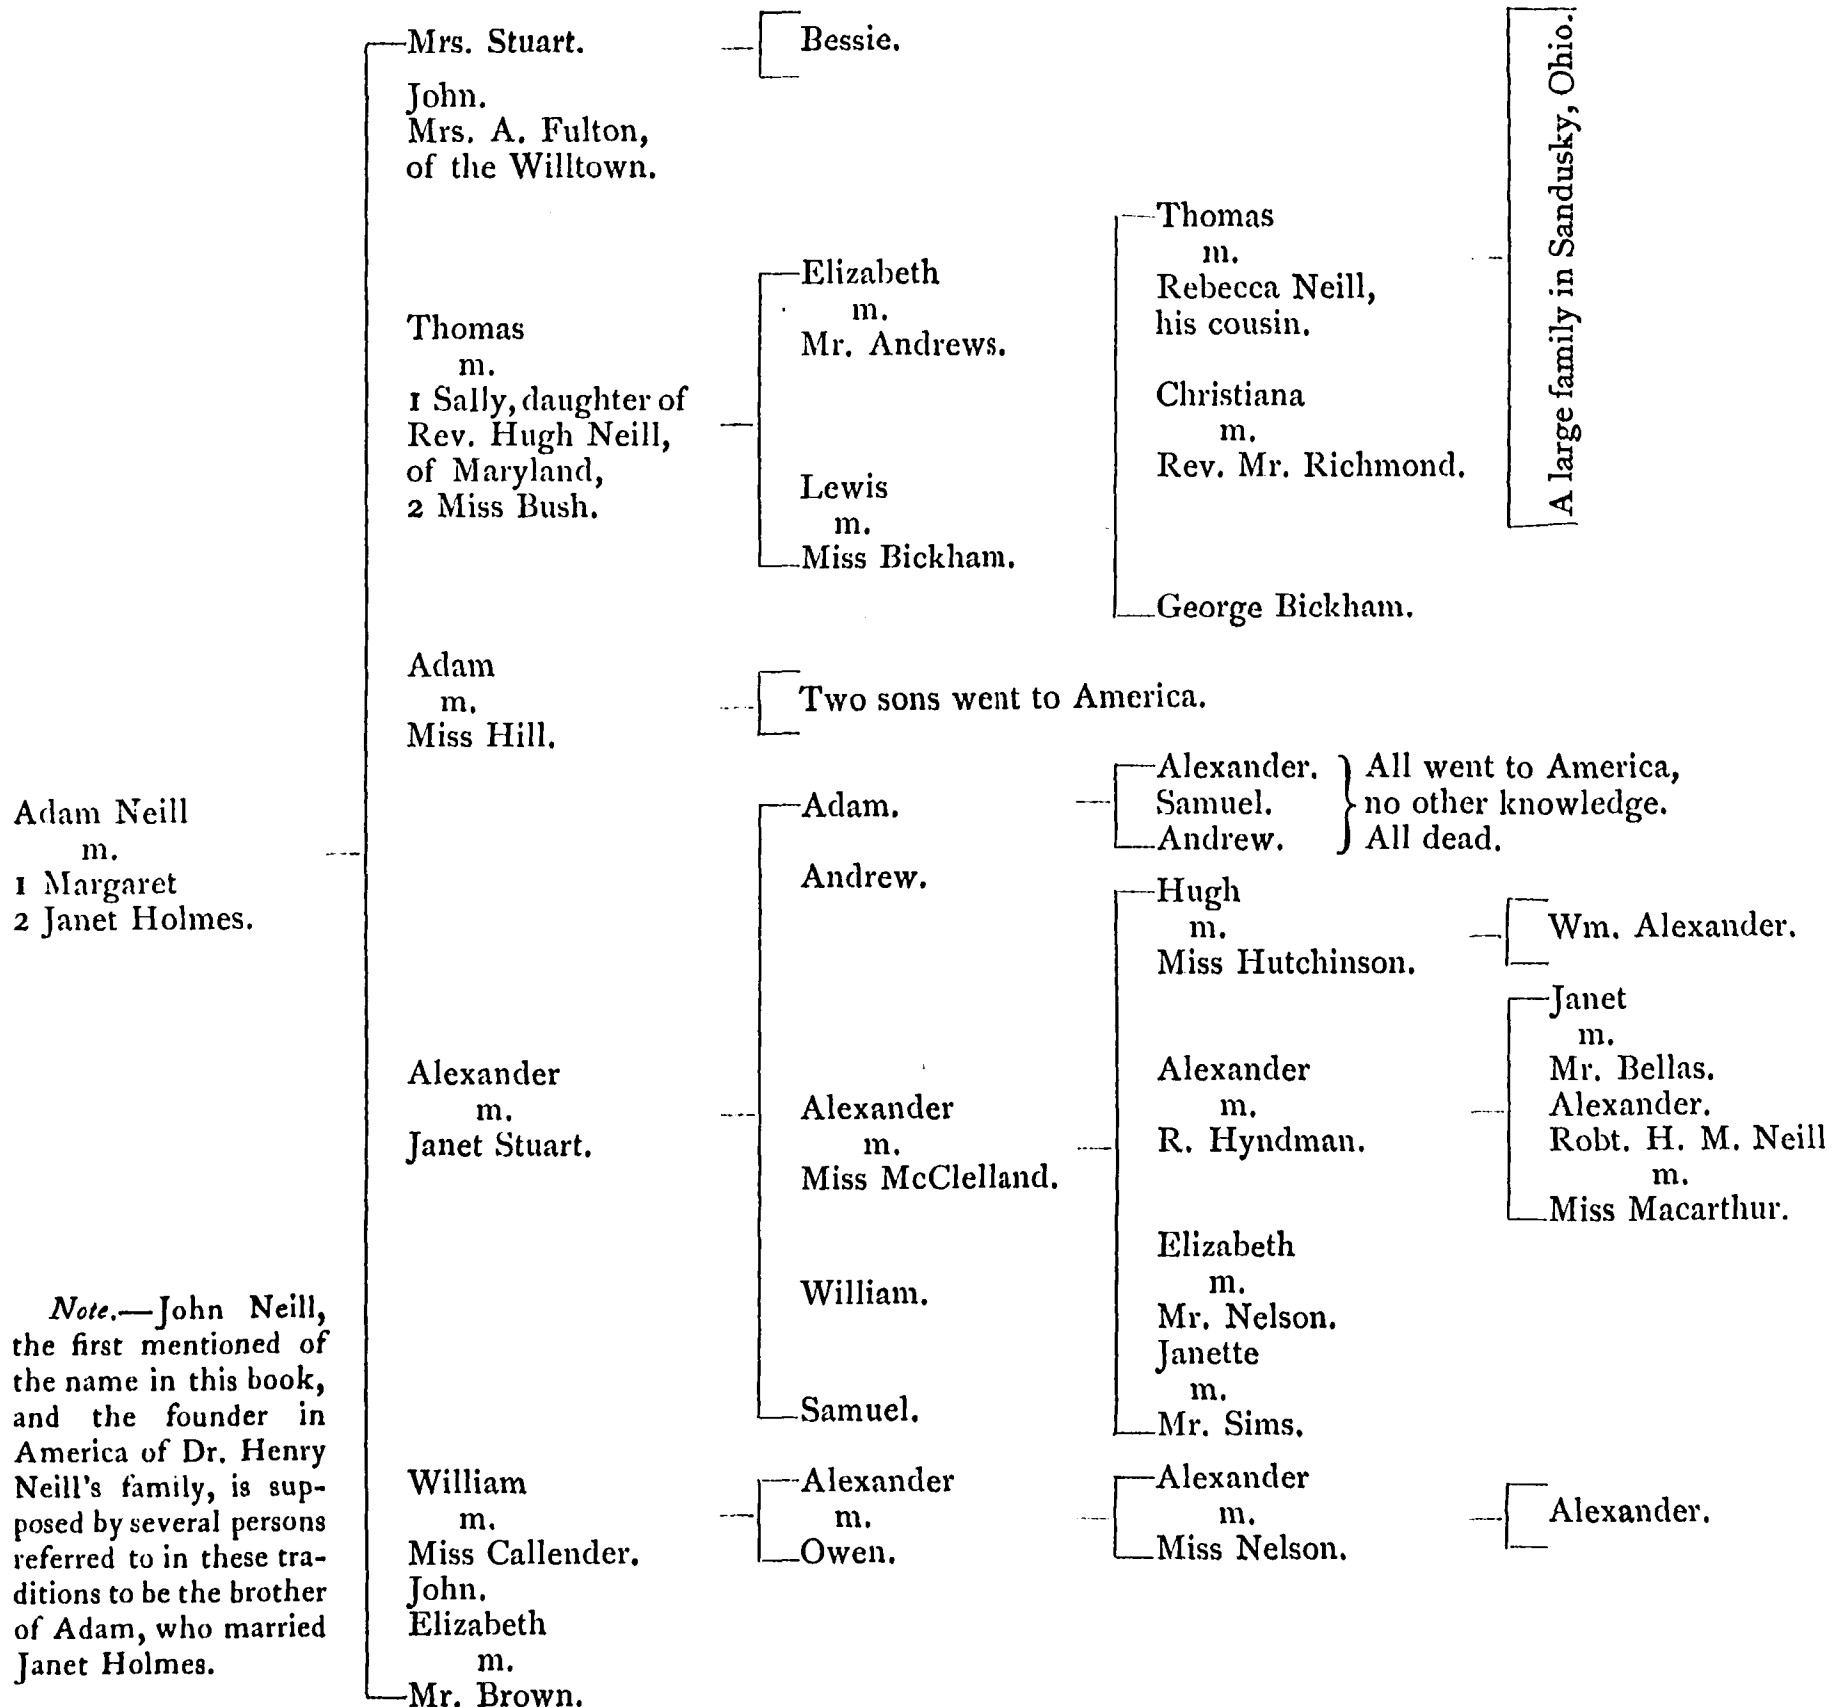 Adam Neill
m.
1 Margaret
2 Janet Holmes.
Note.—John Neill,
the first mentioned of
the name in this book,
and the founder in
America of Dr. Henry
Neill's family, is sup-
posed by several persons
referred to in these tra-
ditions to be the brother
of Adam, who married
Janet Holmes.
Mrs. Stuart.
John.
Mrs. A. Fulton,
of the Willtown.
Thomas
m.
1 Sally, daughter of
Rev. Hugh Neill,
of Maryland,
2 Miss Bush.
Adam
m.
Miss Hill.
Alexander
m.
Janet Stuart.
William
m.
Miss Callender.
John.
Elizabeth
m.
Mr. Brown.
Bessie.
Elizabeth
m.
Mr. Andrews.
Lewis
m.
Miss Bickham.
Two sons went to America.
Adam.
Andrew.
Alexander
m.
Miss McClelland.
William.
Samuel.
Alexander
m.
Owen.
Thomas
m.
Rebecca Neill,
his cousin.
Christiana
m.
Rev. Mr. Richmond.
George Bickham.
Alexander.
Samuel.
Andrew.
All went to America,
no other knowledge.
All dead.
Hugh
m.
Miss Hutchinson.
Alexander
m.
R. Hyndman.
Elizabeth
m.
Mr. Nelson.
Janette
m.
Mr. Sims.
Alexander
m.
Miss Nelson.
A large family in Sandusky, Ohio.
Wm. Alexander.
Janet
m.
Mr. Bellas.
Alexander.
Robt. H. M. Neill
m.
Miss Macarthur.
Alexander.